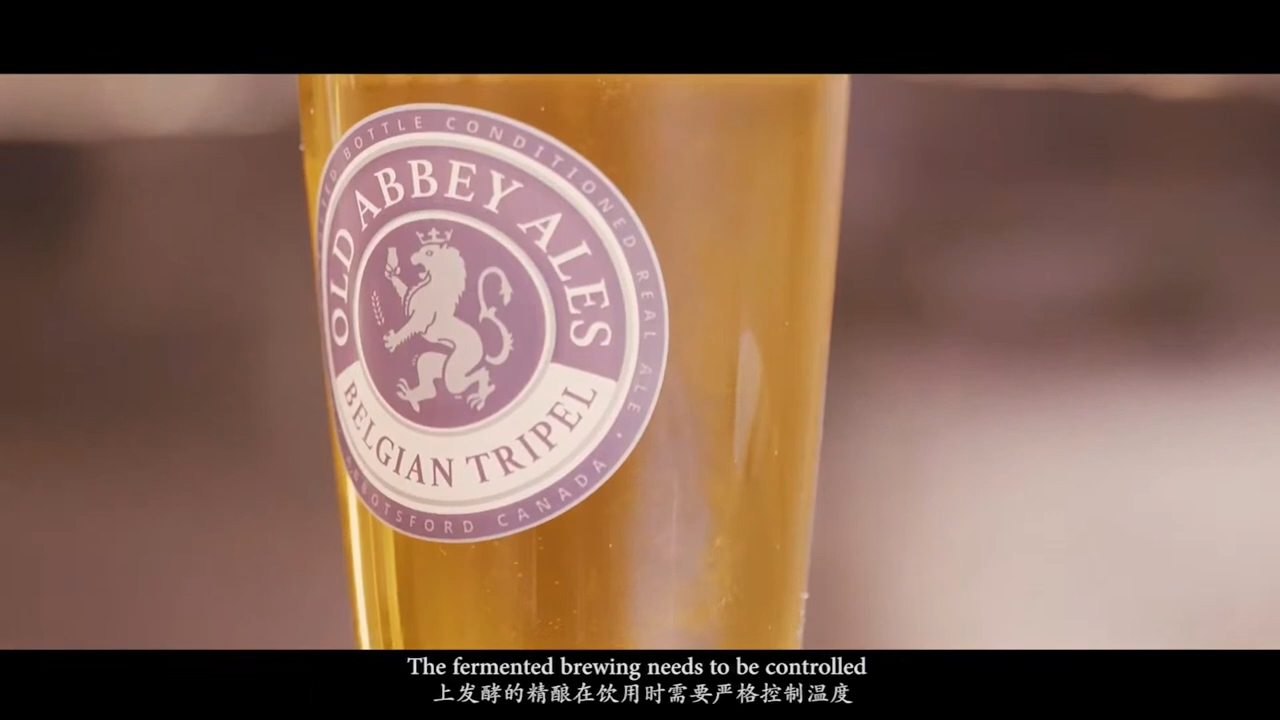 BOTTLE CONDITIONED REAL ALE •
OLD ABBEY ALES
BELGIAN TRIPEL
CANADA
The fermented brewing needs to be controlled
上发酵的精酿在饮用时需要严格控制温度